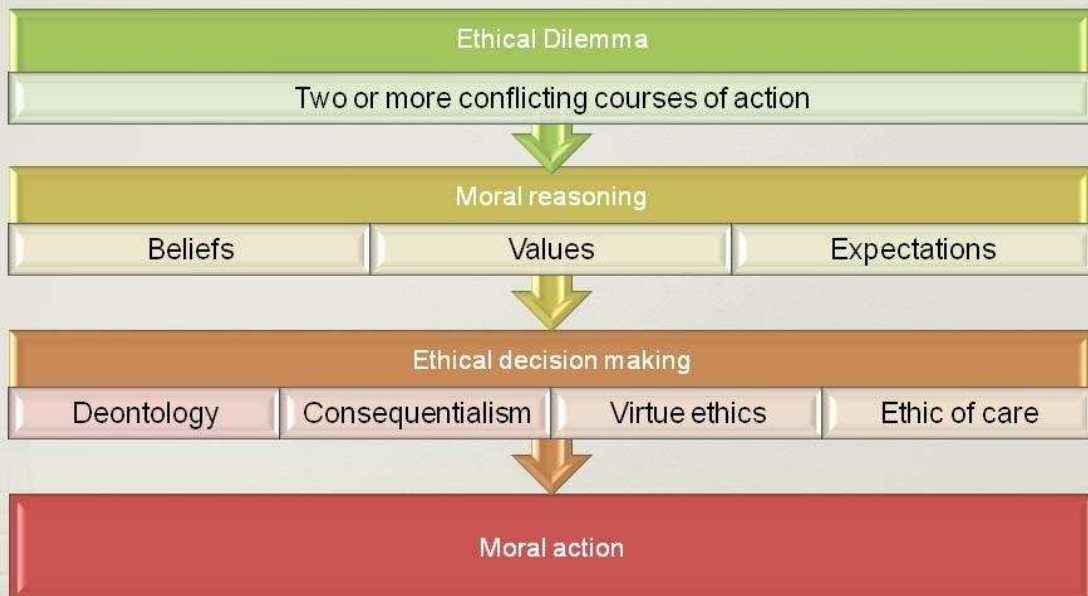 Ethical Dilemma
Two or more conflicting courses of action
Moral reasoning
Beliefs Values Expectations
Ethical decision making
Deontology Consequentialism Virtue ethics Ethic of care
Moral action